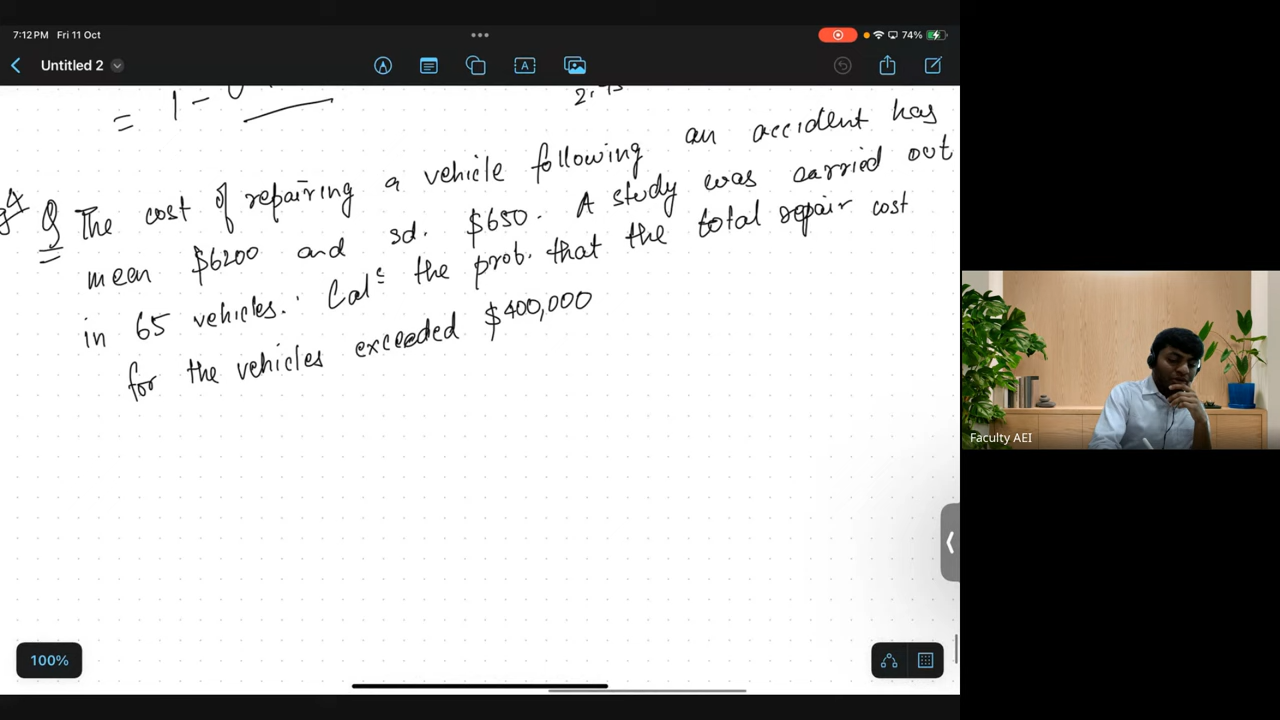 7:12 PM Fri 11 Oct
74%
Untitled 2
= 1 -
Q The cost of repairing a vehicle following an accident has
mean $6200 and sd. $650. A study was carried out
in 65 vehicles. Calc the prob. that the total repair cost
for the vehicles exceeded $400,000
Faculty AEI
100%